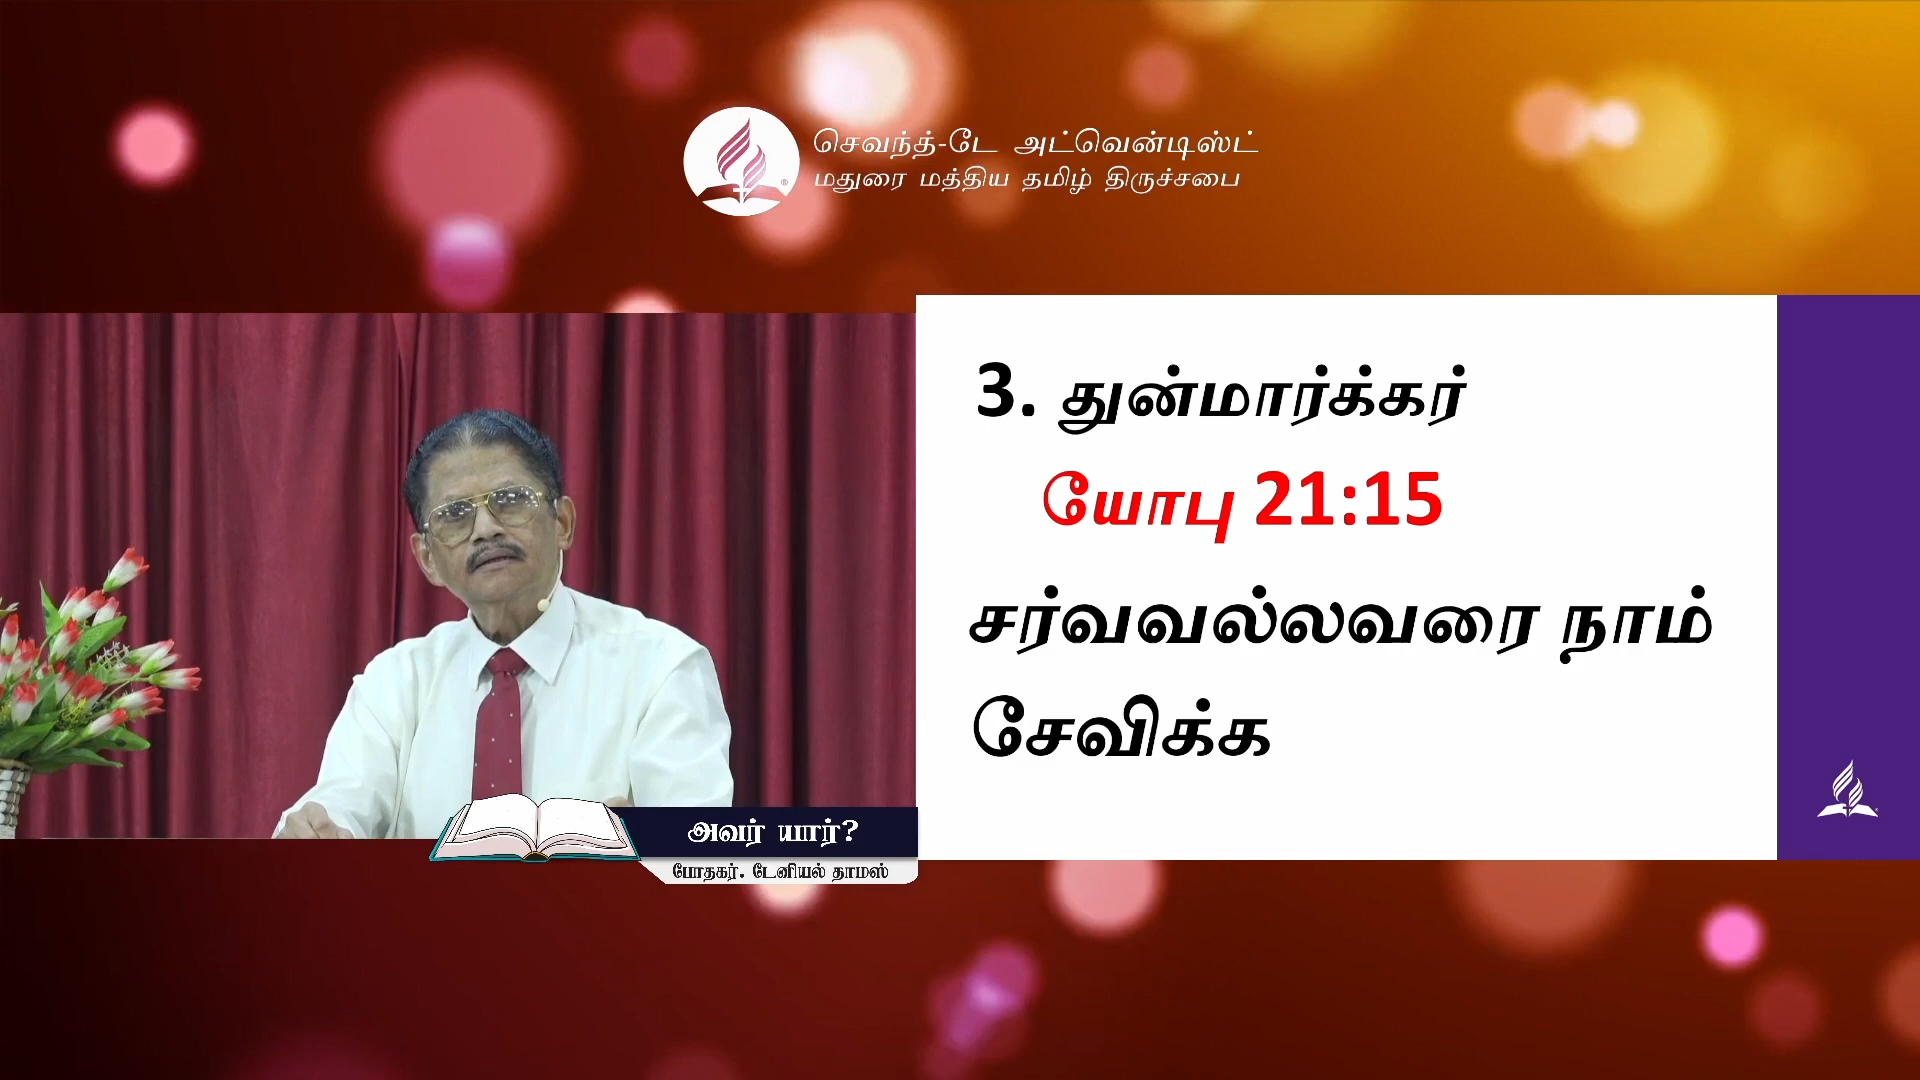 செவந்த்-டே அட்வென்டிஸ்ட்
மதுரை மத்திய தமிழ் திருச்சபை
3. துன்மார்க்கர்
யோபு 21:15
சர்வவல்லவரை நாம்
சேவிக்க
அவர் யார்?
போதகர். டேனியல் தாமஸ்